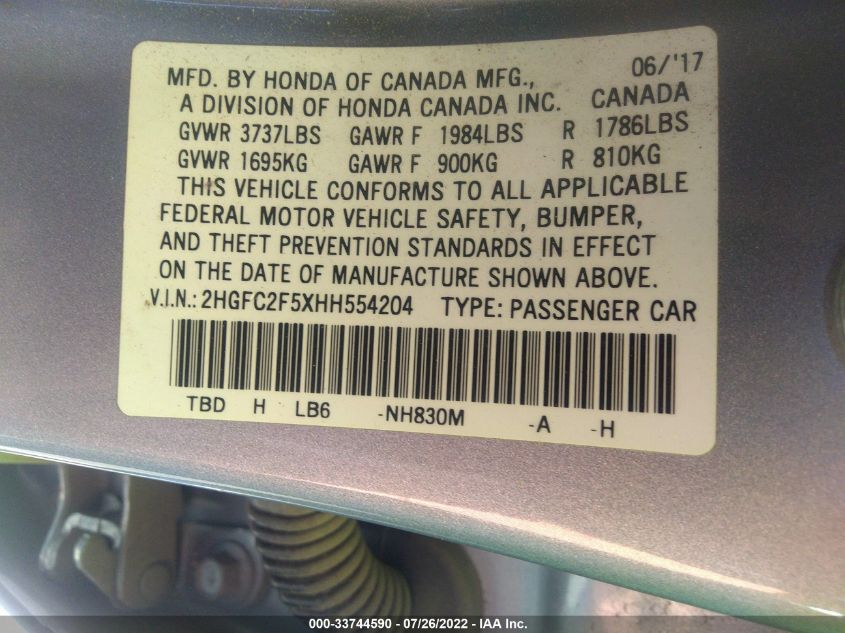 MFD. BY HONDA OF CANADA MFG., 06/'17
A DIVISION OF HONDA CANADA INC. CANADA
GVWR 3737LBS GAWR F 1984LBS R 1786LBS
GVWR 1695KG GAWR F 900KG R 810KG
THIS VEHICLE CONFORMS TO ALL APPLICABLE
FEDERAL MOTOR VEHICLE SAFETY, BUMPER,
AND THEFT PREVENTION STANDARDS IN EFFECT
ON THE DATE OF MANUFACTURE SHOWN ABOVE.
V.I.N.: 2HGFC2F5XHH554204 TYPE: PASSENGER CAR
TBD H LB6 -NH830M -A -H
000-33744590 - 07/26/2022 - IAA Inc.